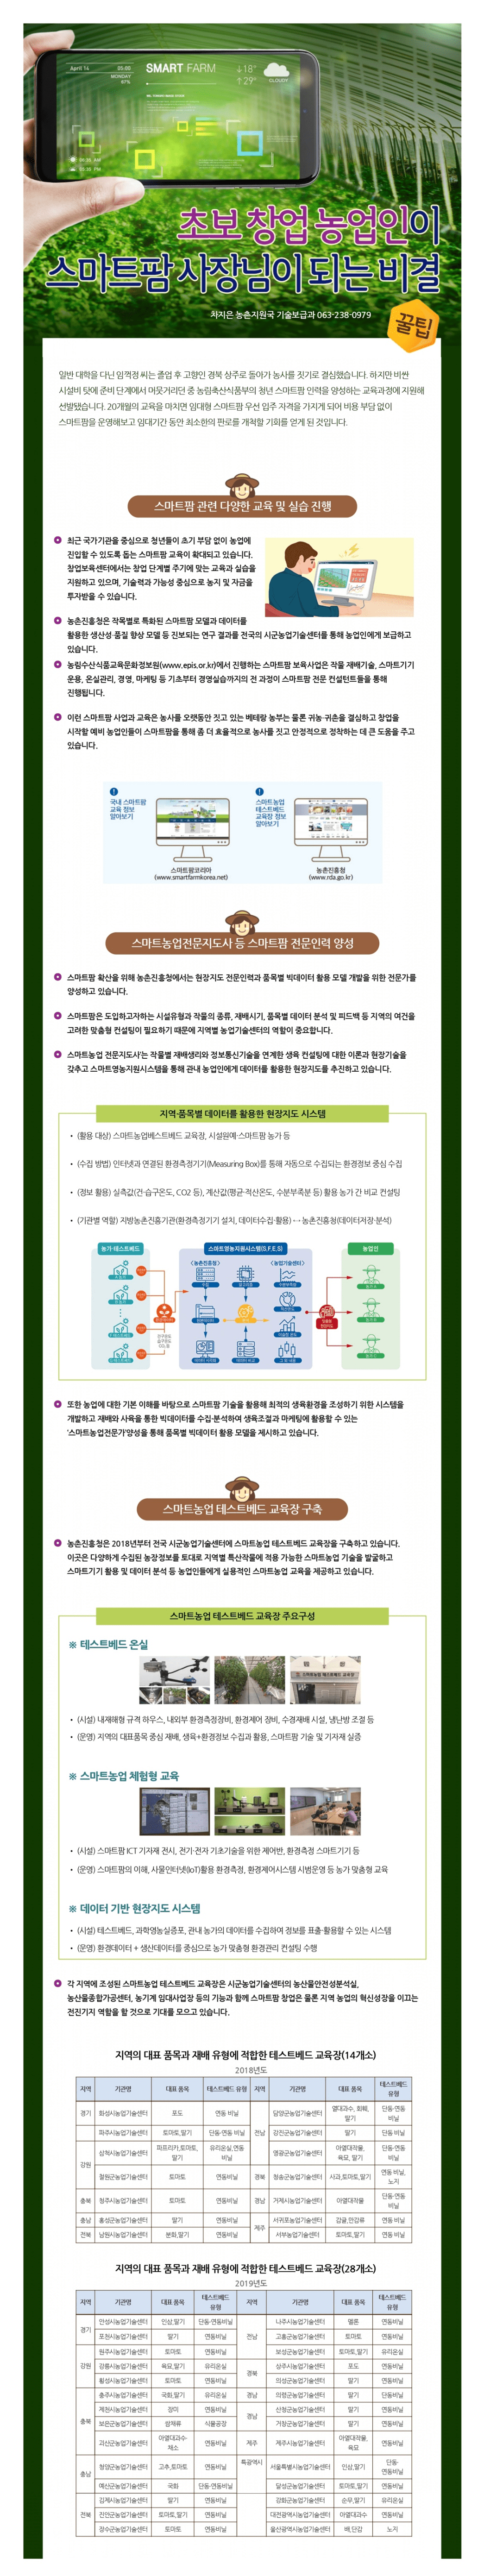 April 14
05:05
MONDAY
67%
SMART FARM
↓18°
↑29°
CLOUDY
초보 창업 농업인이
스마트팜 사장님이 되는 비결
차지은 농촌지원국 기술보급과 063-238-0979
꿀팁
일반 대학을 다닌 임꺽정 씨는 졸업 후 고향인 경북 상주로 돌아가 농사를 짓기로 결심했습니다. 하지만 비싼
시설비 탓에 준비 단계에서 머뭇거리던 중 농림축산식품부의 청년 스마트팜 인력을 양성하는 교육과정에 지원해
선발됐습니다. 20개월의 교육을 마치면 임대형 스마트팜 우선 입주 자격을 가지게 되어 비용 부담 없이
스마트팜을 운영해보고 임대기간 동안 최소한의 판로를 개척할 기회를 얻게 된 것입니다.
스마트팜 관련 다양한 교육 및 실습 진행
최근 국가기관을 중심으로 청년들이 초기 부담 없이 농업에
진입할 수 있도록 돕는 스마트팜 교육이 확대되고 있습니다.
창업보육센터에서는 창업 단계별 주기에 맞는 교육과 실습을
지원하고 있으며, 기술력과 가능성 중심으로 농지 및 자금을
투자받을 수 있습니다.
농촌진흥청은 작목별로 특화된 스마트팜 모델과 데이터를
활용한 생산성·품질 향상 모델 등 진보되는 연구 결과를 전국의 시군농업기술센터를 통해 농업인에게 보급하고
있습니다.
농림수산식품교육문화정보원(www.epis.or.kr)에서 진행하는 스마트팜 보육사업은 작물 재배기술, 스마트기기
운용, 온실관리, 경영, 마케팅 등 기초부터 경영실습까지의 전 과정이 스마트팜 전문 컨설턴트들을 통해
진행됩니다.
이런 스마트팜 사업과 교육은 농사를 오랫동안 짓고 있는 베테랑 농부는 물론 귀농·귀촌을 결심하고 창업을
시작할 예비 농업인들이 스마트팜을 통해 좀 더 효율적으로 농사를 짓고 안정적으로 정착하는 데 큰 도움을 주고
있습니다.
국내 스마트팜
교육 정보
알아보기
스마트농업
테스트베드
교육장 정보
알아보기
스마트팜코리아
(www.smartfarmkorea.net)
농촌진흥청
(www.rda.go.kr)
스마트농업전문지도사 등 스마트팜 전문인력 양성
스마트팜 확산을 위해 농촌진흥청에서는 현장지도 전문인력과 품목별 빅데이터 활용 모델 개발을 위한 전문가를
양성하고 있습니다.
스마트팜은 도입하고자하는 시설유형과 작물의 종류, 재배시기, 품목별 데이터 분석 및 피드백 등 지역의 여건을
고려한 맞춤형 컨설팅이 필요하기 때문에 지역별 농업기술센터의 역할이 중요합니다.
스마트농업 전문지도사'는 작물별 재배생리와 정보통신기술을 연계한 생육 컨설팅에 대한 이론과 현장기술을
갖추고 스마트영농지원시스템을 통해 관내 농업인에게 데이터를 활용한 현장지도를 추진하고 있습니다.
지역·품목별 데이터를 활용한 현장지도 시스템
• (활용 대상) 스마트농업베스트베드 교육장, 시설원예·스마트팜 농가 등
• (수집 방법) 인터넷과 연결된 환경측정기기(Measuring Box)를 통해 자동으로 수집되는 환경정보 중심 수집
• (정보 활용) 실측값(건·습구온도, CO2 등), 계산값(평균·적산온도, 수분부족분 등) 활용 농가 간 비교 컨설팅
• (기관별 역할) 지방농촌진흥기관(환경측정기기 설치, 데이터수집·활용) ↔ 농촌진흥청(데이터저장·분석)
농가·테스트베드
스마트영농지원시스템(S.F.E.S)
농업인
<농촌진흥청>
<농업기술센터>
또한 농업에 대한 기본 이해를 바탕으로 스마트팜 기술을 활용해 최적의 생육환경을 조성하기 위한 시스템을
개발하고 재배와 사육을 통한 빅데이터를 수집·분석하여 생육조절과 마케팅에 활용할 수 있는
'스마트농업전문가'양성을 통해 품목별 빅데이터 활용 모델을 제시하고 있습니다.
스마트농업 테스트베드 교육장 구축
농촌진흥청은 2018년부터 전국 시군농업기술센터에 스마트농업 테스트베드 교육장을 구축하고 있습니다.
이곳은 다양하게 수집된 농장정보를 토대로 지역별 특산작물에 적용 가능한 스마트농업 기술을 발굴하고
스마트기기 활용 및 데이터 분석 등 농업인들에게 실용적인 스마트농업 교육을 제공하고 있습니다.
스마트농업 테스트베드 교육장 주요구성
※ 테스트베드 온실
• (시설) 내재해형 규격 하우스, 내외부 환경측정장비, 환경제어 장비, 수경재배 시설, 냉난방 조절 등
• (운영) 지역의 대표품목 중심 재배, 생육+환경정보 수집과 활용, 스마트팜 기술 및 기자재 실증
※ 스마트농업 체험형 교육
• (시설) 스마트팜 ICT 기자재 전시, 전기·전자 기초기술을 위한 제어반, 환경측정 스마트기기 등
• (운영) 스마트팜의 이해, 사물인터넷(IoT)활용 환경측정, 환경제어시스템 시범운영 등 농가 맞춤형 교육
※ 데이터 기반 현장지도 시스템
• (시설) 테스트베드, 과학영농실증포, 관내 농가의 데이터를 수집하여 정보를 표출·활용할 수 있는 시스템
• (운영) 환경데이터 + 생산데이터를 중심으로 농가 맞춤형 환경관리 컨설팅 수행
각 지역에 조성된 스마트농업 테스트베드 교육장은 시군농업기술센터의 농산물안전성분석실,
농산물종합가공센터, 농기계 임대사업장 등의 기능과 함께 스마트팜 창업은 물론 지역 농업의 혁신성장을 이끄는
전진기지 역할을 할 것으로 기대를 모으고 있습니다.
지역의 대표 품목과 재배 유형에 적합한 테스트베드 교육장(14개소)
2018년도
지역 기관명 대표 품목 테스트베드 유형 지역 기관명 대표 품목 테스트베드 유형
경기 화성시농업기술센터 포도 연동 비닐 전남 담양군농업기술센터 열대과수, 화훼, 딸기 단동·연동 비닐
강원 파주시농업기술센터 토마토,딸기 단동·연동 비닐 강진군농업기술센터 딸기 단동 비닐
삼척시농업기술센터 파프리카,토마토, 딸기 유리온실,연동 비닐 영광군농업기술센터 아열대작물, 육묘, 딸기 단동·연동 비닐
철원군농업기술센터 토마토 연동비닐 경북 청송군농업기술센터 사과,토마토,딸기 연동 비닐, 노지
충북 청주시농업기술센터 토마토 연동비닐 경남 거제시농업기술센터 아열대작물 단동·연동 비닐
충남 홍성군농업기술센터 딸기 연동비닐 제주 서귀포농업기술센터 감귤,만감류 연동 비닐
전북 남원시농업기술센터 분화,딸기 연동비닐 서부농업기술센터 토마토,딸기 연동 비닐
지역의 대표 품목과 재배 유형에 적합한 테스트베드 교육장(28개소)
2019년도
지역 기관명 대표 품목 테스트베드 유형 지역 기관명 대표 품목 테스트베드 유형
경기 안성시농업기술센터 인삼,딸기 단동·연동비닐 전남 나주시농업기술센터 멜론 연동비닐
포천시농업기술센터 딸기 연동비닐 고흥군농업기술센터 토마토 연동비닐
강원 원주시농업기술센터 토마토 연동비닐 보성군농업기술센터 토마토,딸기 유리온실
강릉시농업기술센터 육묘,딸기 유리온실 경북 상주시농업기술센터 포도 연동비닐
횡성시농업기술센터 토마토 연동비닐 의성군농업기술센터 딸기 연동비닐
충북 충주시농업기술센터 국화,딸기 유리온실 경남 의령군농업기술센터 딸기 단동비닐
제천시농업기술센터 장미 연동비닐 경남 산청군농업기술센터 딸기 연동비닐
보은군농업기술센터 쌈채류 식물공장 거창군농업기술센터 딸기 연동비닐
괴산군농업기술센터 아열대과수· 채소 연동비닐 제주 제주시농업기술센터 아열대작물, 육묘 연동비닐
충남 청양군농업기술센터 고추,토마토 연동비닐 특광역시 서울특별시농업기술센터 인삼,딸기 단동· 연동비닐
예산군농업기술센터 국화 단동·연동비닐 달성군농업기술센터 토마토,딸기 연동비닐
전북 김제시농업기술센터 딸기 연동비닐 강화군농업기술센터 순무,딸기 유리온실
진안군농업기술센터 토마토,딸기 연동비닐 대전광역시농업기술센터 아열대과수 연동비닐
장수군농업기술센터 토마토 연동비닐 울산광역시농업기술센터 배,단감 노지